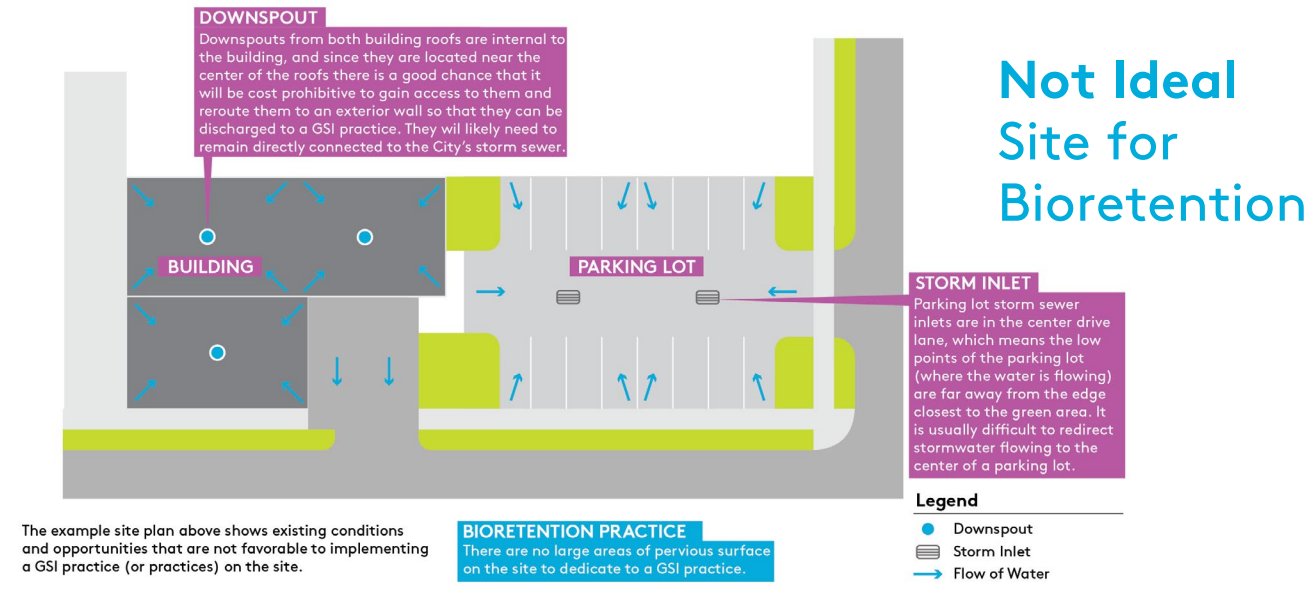 DOWNSPOUT
Downspouts from both building roofs are internal to
the building, and since they are located near the
center of the roofs there is a good chance that it
will be cost prohibitive to gain access to them and
reroute them to an exterior wall so that they can be
discharged to a GSI practice. They wil likely need to
remain directly connected to the City's storm sewer.
Not Ideal
Site for
Bioretention
BUILDING
PARKING LOT
STORM INLET
Parking lot storm sewer
inlets are in the center drive
lane, which means the low
points of the parking lot
(where the water is flowing)
are far away from the edge
closest to the green area. It
is usually difficult to redirect
stormwater flowing to the
center of a parking lot.
The example site plan above shows existing conditions
and opportunities that are not favorable to implementing
a GSI practice (or practices) on the site.
BIORETENTION PRACTICE
There are no large areas of pervious surface
on the site to dedicate to a GSI practice.
Legend
Downspout
Storm Inlet
Flow of Water